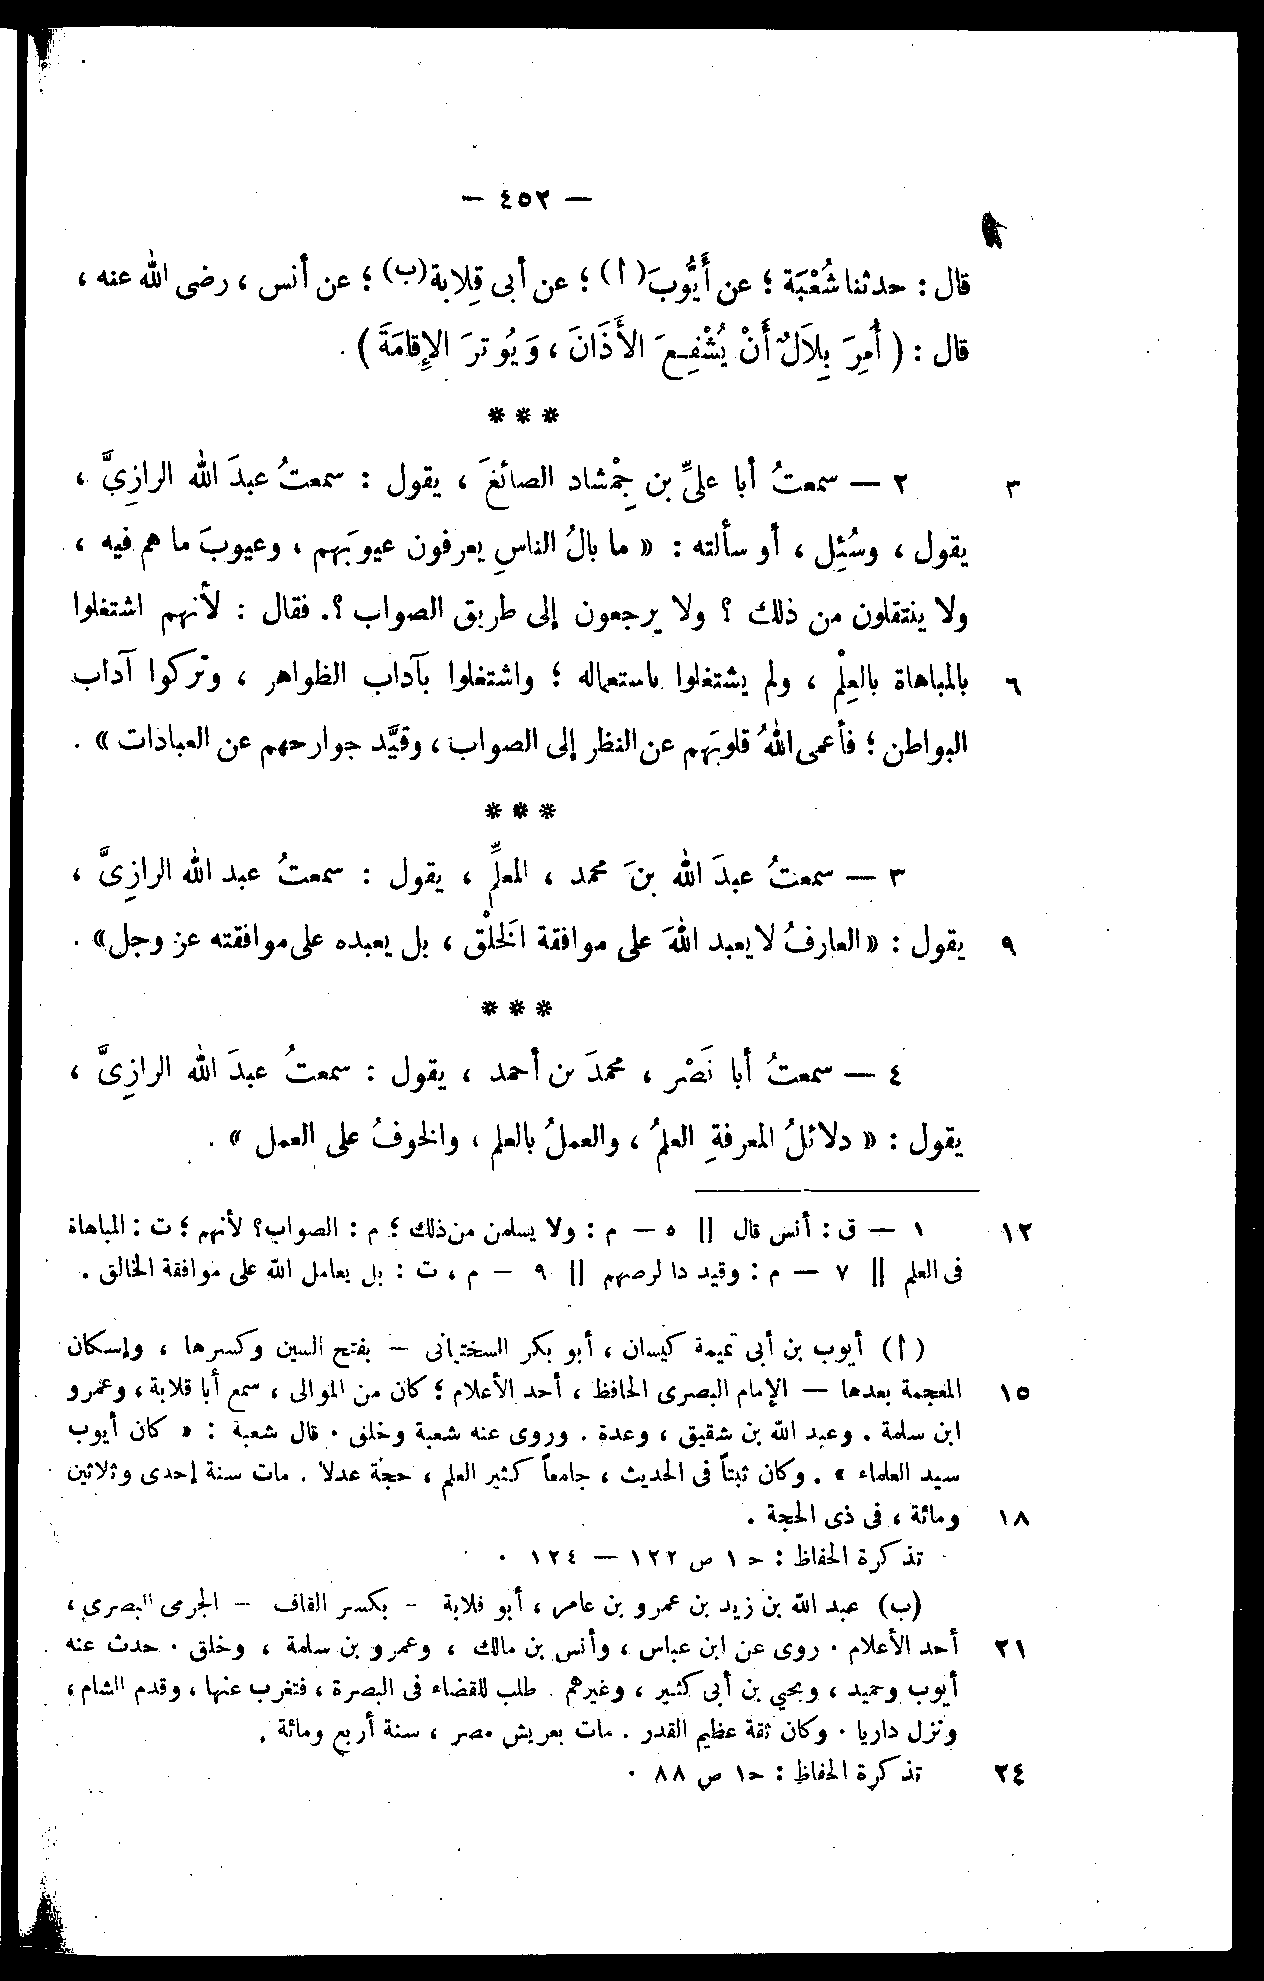 — ٤٥٢ —
قال : حدثنا شُعْبَة ؛ عن أَيُّوبَ(أ) ؛ عن أبى قِلابة(ب) ؛ عن أنس ، رضى الله عنه ،
قال : ( أُمِرَ بِلاَلٌ أَنْ يُشْفِعَ الأَذَانَ ، وَيُوترَ الإِقامَةَ ) .
***
٣ ٢ — سمعتُ أبا علىِّ بن جِمْشاد الصائغَ ، يقول : سمعتُ عبدَ الله الرازِىَّ ،
يقول ، وسُئِل ، أو سألته : « ما بالُ الناسِ يعرفون عيوبَهم ، وعيوبَ ما هم فيه ،
ولا ينتقلون من ذلك ؟ ولا يرجعون إلى طريق الصواب ؟. فقال : لأنهم اشتغلوا
٦ بالمباهاة بالعِلْم ، ولم يشتغلوا باستعماله ؛ واشتغلوا بآداب الظواهر ، وتركوا آداب
البواطن ؛ فأعمى اللهُ قلوبَهم عن النظر إلى الصواب ، وقيَّد جوارحهم عن العبادات » .
***
٣ — سمعتُ عبدَ الله بنَ محمد ، المعلِّم ، يقول : سمعتُ عبد الله الرازِىَّ ،
٩ يقول : « العارفُ لا يعبد اللهَ على موافقة الخَلْق ، بل يعبده على موافقته عز وجل » .
***
٤ — سمعتُ أبا نَصْر ، محمدَ بن أحمد ، يقول : سمعتُ عبدَ الله الرازِىَّ ،
يقول : « دلائلُ المعرفةِ العلمُ ، والعملُ بالعلم ، والخوفُ على العمل » .
١٢ ١ — ق : أنس قال || ٥ — م : ولا يسلمن من ذلك ؛ م : الصواب؟ لأنهم ؛ ت : المباهاة
فى العلم || ٧ — م : وقيد || ٩ — م ، ت : بل يعامل الله على موافقة الخالق .
(أ) أيوب بن أبى تميمة كيسان ، أبو بكر السختيانى — بفتح السين وكسرها ، وإسكان
١٥ المعجمة بعدها — الإمام البصرى الحافظ ، أحد الأعلام ؛ كان من الموالى ، سمع أبا قلابة ، وعمرو
ابن سلمة . وعبد الله بن شقيق ، وعدة . وروى عنه شعبة وخلق . قال شعبة : « كان أيوب
سيد العلماء » . وكان ثبتاً فى الحديث ، جامعاً كثير العلم ، حجة عدلا . مات سنة إحدى وثلاثين
١٨ ومائة ، فى ذى الحجة .
تذكرة الحفاظ : حـ ١ ص ١٢٢ — ١٢٤ .
(ب) عبد الله بن زيد بن عمرو بن عامر ، أبو قلابة - بكسر القاف - الجرمى البصرى ،
٢١ أحد الأعلام . روى عن ابن عباس ، وأنس بن مالك ، وعمرو بن سلمة ، وخلق . حدث عنه
أيوب وحميد ، ويحيى بن أبى كثير ، وغيرهم . طلب للقضاء فى البصرة ، فتغرب عنها ، وقدم الشام ،
ونزل داريا . وكان ثقة عظيم القدر . مات بعريش مصر ، سنة أربع ومائة .
٢٤ تذكرة الحفاظ : حـ ١ ص ٨٨ .